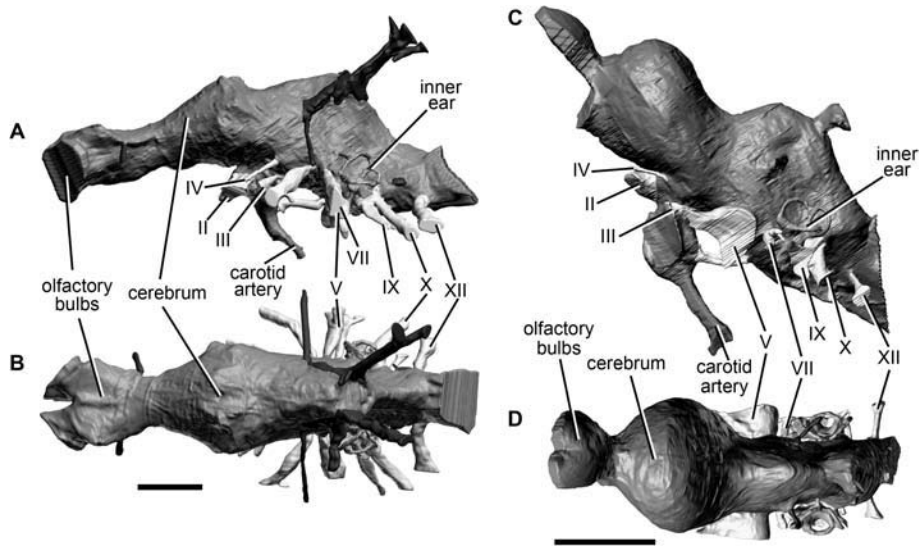 A
inner
ear
IV
II
III
carotid
artery
VII
olfactory
bulbs
cerebrum
V
IX
X
XII
B
C
inner
ear
IV
II
III
IX
X
XII
olfactory
bulbs
cerebrum
carotid
artery
V
VII
D